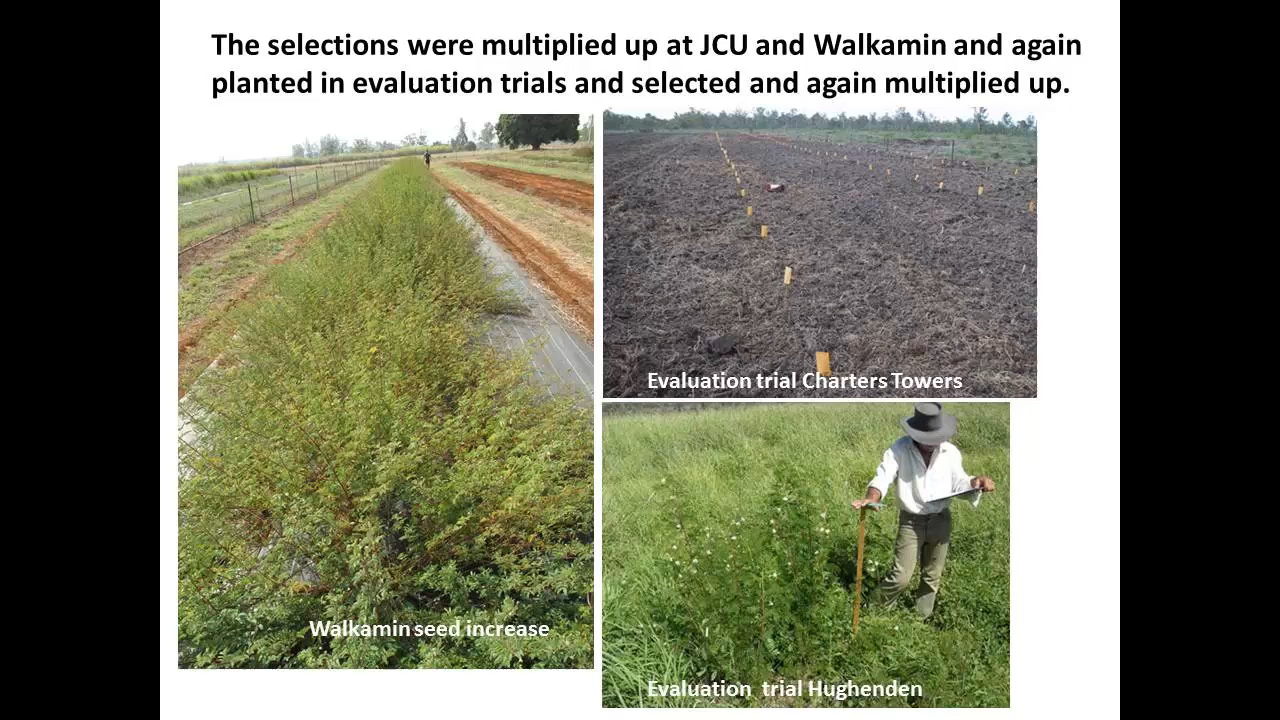 The selections were multiplied up at JCU and Walkamin and again
planted in evaluation trials and selected and again multiplied up.
Evaluation trial Charters Towers
Walkamin seed increase
Evaluation  trial Hughenden